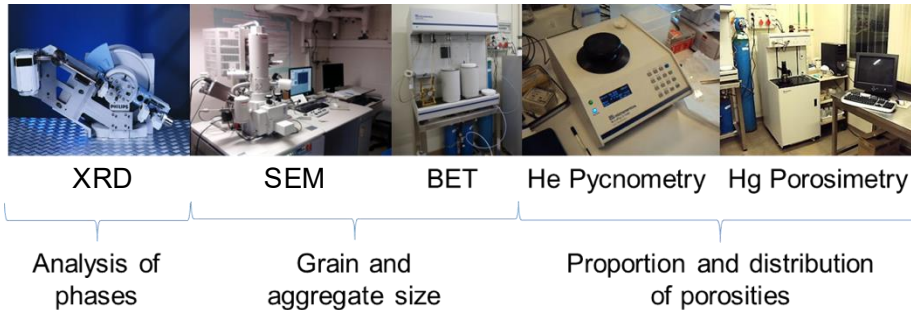 PHILIPS
XRD
SEM
BET
He Pycnometry
Hg Porosimetry
Analysis of
phases
Grain and
aggregate size
Proportion and distribution
of porosities